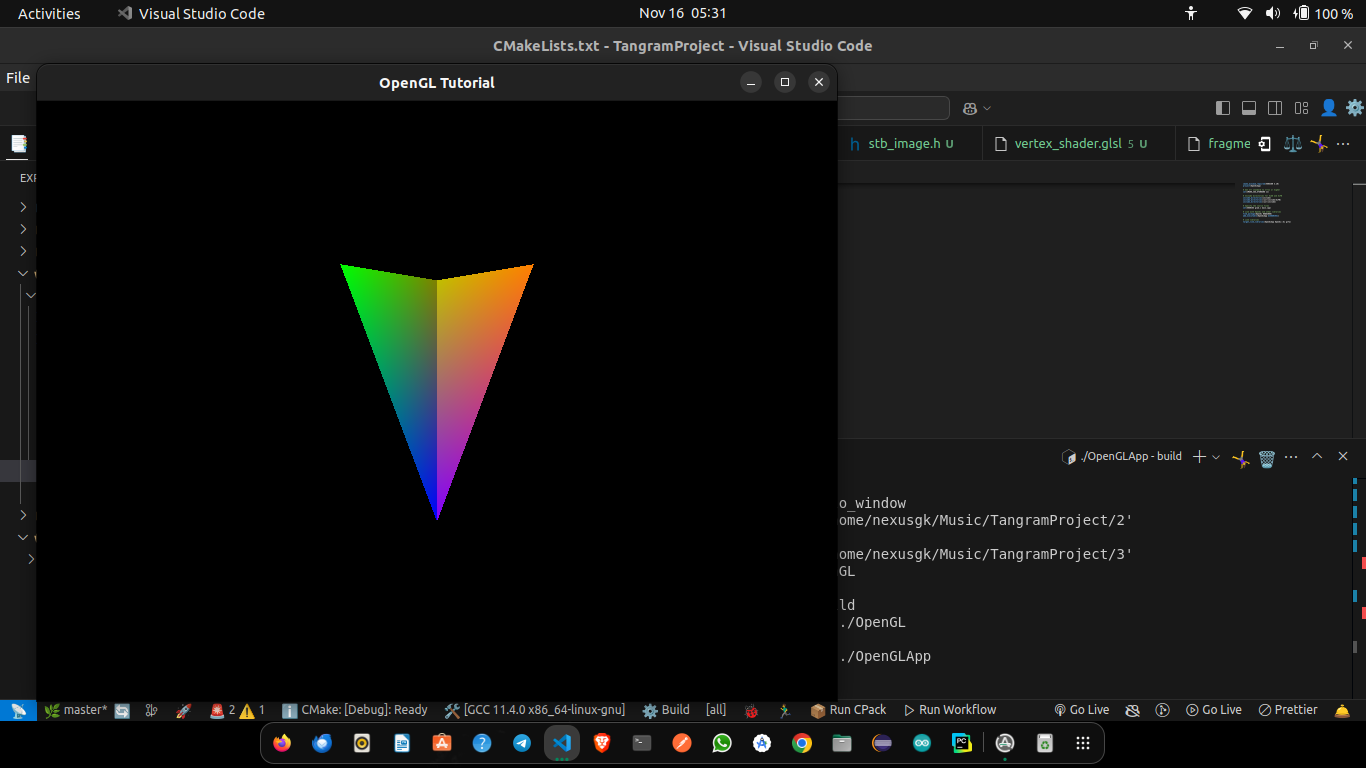 Activities
Visual Studio Code
Nov 16 05:31
100 %
CMakeLists.txt - TangramProject - Visual Studio Code
File
OpenGL Tutorial
stb_image.h U
vertex_shader.glsl 5 U
fragme
EXP
./OpenGLApp - build
o_window
ome/nexusgk/Music/TangramProject/2'
ome/nexusgk/Music/TangramProject/3'
GL
ld
./OpenGL
./OpenGLApp
master*
2
1
CMake: [Debug]: Ready
[GCC 11.4.0 x86_64-linux-gnu]
Build
[all]
Run CPack
Run Workflow
Go Live
Go Live
Prettier